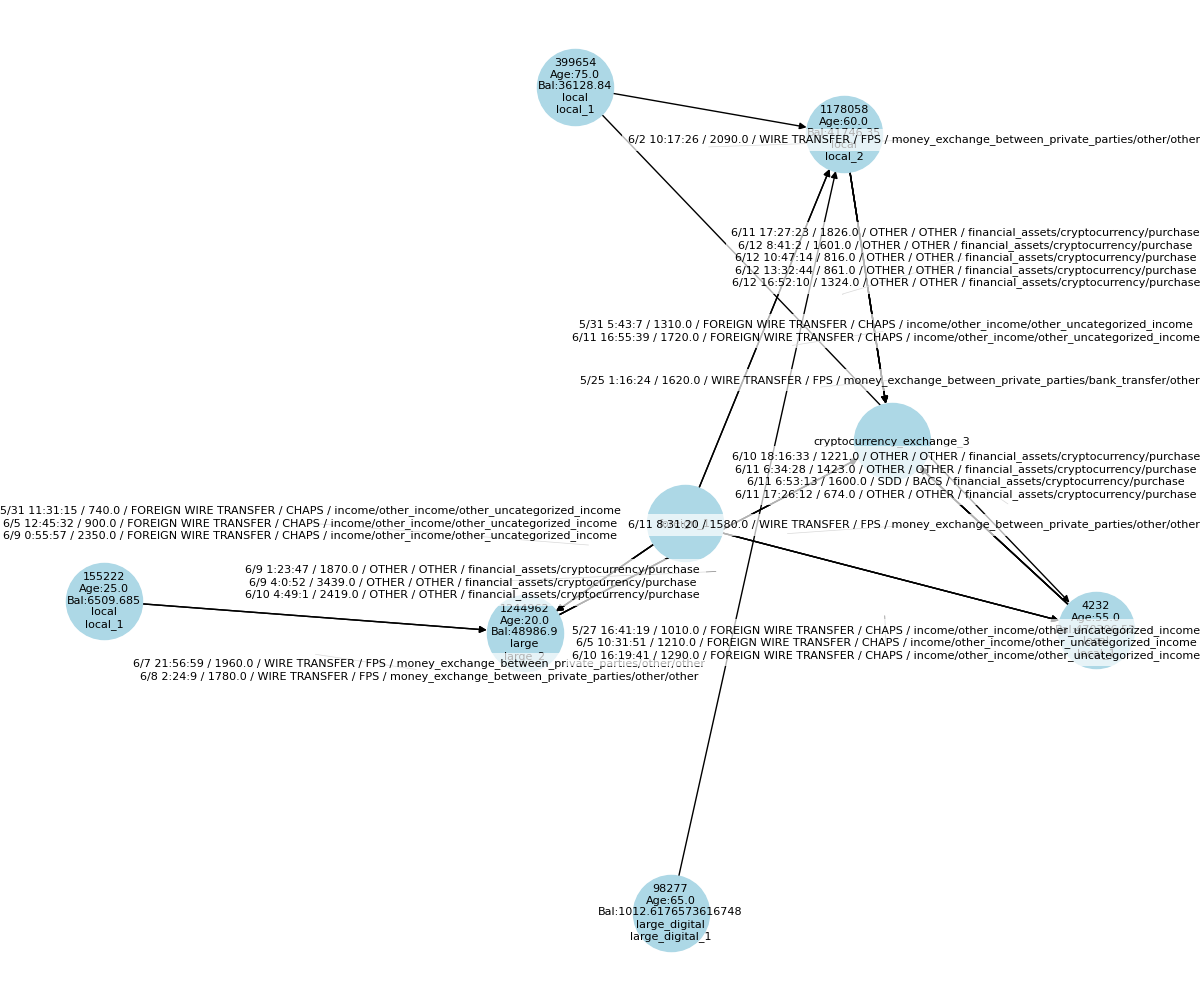 399654
Age:75.0
Bal:36128.84
local
local_1
1178058
Age:60.0
6/2 10:17:26 / 2090.0 / WIRE TRANSFER / FPS / money_exchange_between_private_parties/other/other
local
local_2
6/11 17:27:23 / 1826.0 / OTHER / OTHER / financial_assets/cryptocurrency/purchase
6/12 8:41:2 / 1601.0 / OTHER / OTHER / financial_assets/cryptocurrency/purchase
6/12 10:47:14 / 816.0 / OTHER / OTHER / financial_assets/cryptocurrency/purchase
6/12 13:32:44 / 861.0 / OTHER / OTHER / financial_assets/cryptocurrency/purchase
6/12 16:52:10 / 1324.0 / OTHER / OTHER / financial_assets/cryptocurrency/purchase
5/31 5:43:7 / 1310.0 / FOREIGN WIRE TRANSFER / CHAPS / income/other_income/other_uncategorized_income
6/11 16:55:39 / 1720.0 / FOREIGN WIRE TRANSFER / CHAPS / income/other_income/other_uncategorized_income
5/25 1:16:24 / 1620.0 / WIRE TRANSFER / FPS / money_exchange_between_private_parties/bank_transfer/other
cryptocurrency_exchange_3
6/10 18:16:33 / 1221.0 / OTHER / OTHER / financial_assets/cryptocurrency/purchase
6/11 6:34:28 / 1423.0 / OTHER / OTHER / financial_assets/cryptocurrency/purchase
6/11 6:53:13 / 1600.0 / SDD / BACS / financial_assets/cryptocurrency/purchase
6/11 17:26:12 / 674.0 / OTHER / OTHER / financial_assets/cryptocurrency/purchase
5/31 11:31:15 / 740.0 / FOREIGN WIRE TRANSFER / CHAPS / income/other_income/other_uncategorized_income
6/5 12:45:32 / 900.0 / FOREIGN WIRE TRANSFER / CHAPS / income/other_income/other_uncategorized_income
6/9 0:55:57 / 2350.0 / FOREIGN WIRE TRANSFER / CHAPS / income/other_income/other_uncategorized_income
6/11 8:31:20 / 1580.0 / WIRE TRANSFER / FPS / money_exchange_between_private_parties/other/other
6/9 1:23:47 / 1870.0 / OTHER / OTHER / financial_assets/cryptocurrency/purchase
6/9 4:0:52 / 3439.0 / OTHER / OTHER / financial_assets/cryptocurrency/purchase
6/10 4:49:1 / 2419.0 / OTHER / OTHER / financial_assets/cryptocurrency/purchase
155222
Age:25.0
Bal:6509.685
local
local_1
1244962
Age:20.0
Bal:48986.9
large
large_2
4232
Age:55.0
5/27 16:41:19 / 1010.0 / FOREIGN WIRE TRANSFER / CHAPS / income/other_income/other_uncategorized_income
6/5 10:31:51 / 1210.0 / FOREIGN WIRE TRANSFER / CHAPS / income/other_income/other_uncategorized_income
6/10 16:19:41 / 1290.0 / FOREIGN WIRE TRANSFER / CHAPS / income/other_income/other_uncategorized_income
6/7 21:56:59 / 1960.0 / WIRE TRANSFER / FPS / money_exchange_between_private_parties/other/other
6/8 2:24:9 / 1780.0 / WIRE TRANSFER / FPS / money_exchange_between_private_parties/other/other
98277
Age:65.0
Bal:1012.6176573616748
large_digital
large_digital_1